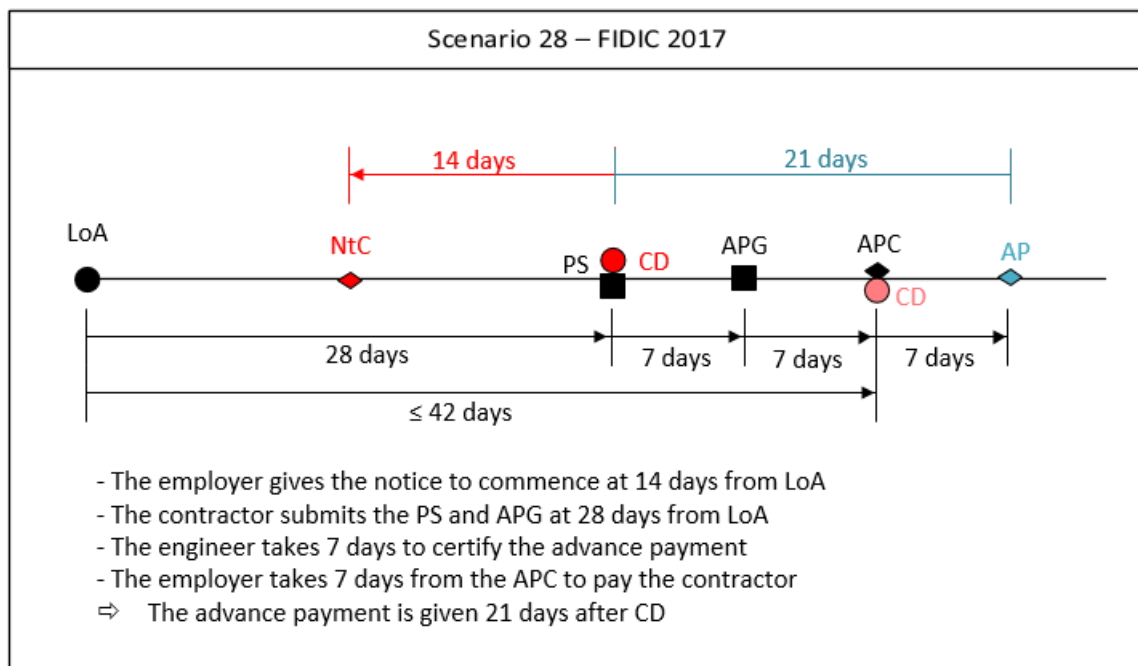 Scenario 28 – FIDIC 2017
14 days
21 days
LoA
NtC
PS
CD
APG
APC
CD
AP
28 days
7 days
7 days
7 days
≤ 42 days
- The employer gives the notice to commence at 14 days from LoA
- The contractor submits the PS and APG at 28 days from LoA
- The engineer takes 7 days to certify the advance payment
- The employer takes 7 days from the APC to pay the contractor
⇨ The advance payment is given 21 days after CD